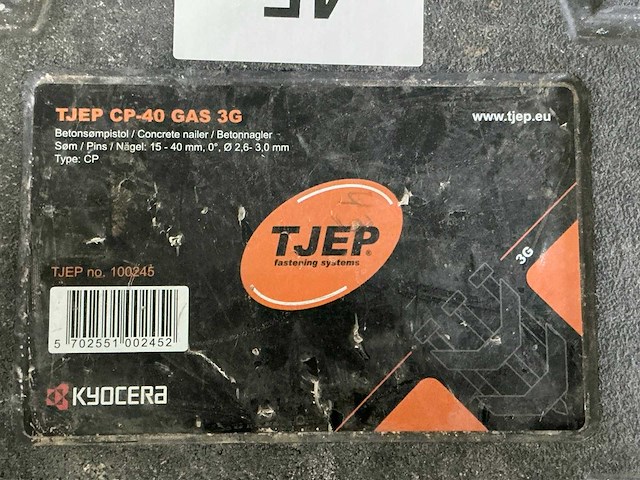 TJEP CP-40 GAS 3G
www.tjep.eu
Betonsømpistol / Concrete nailer / Betonnagler
Søm / Pins / Nägel: 15 - 40 mm, 0°, Ø 2,6- 3,0 mm
Type: CP
TJEP®
fastening systems
3G
TJEP no. 100245
5 702551 002452
KYOCERA